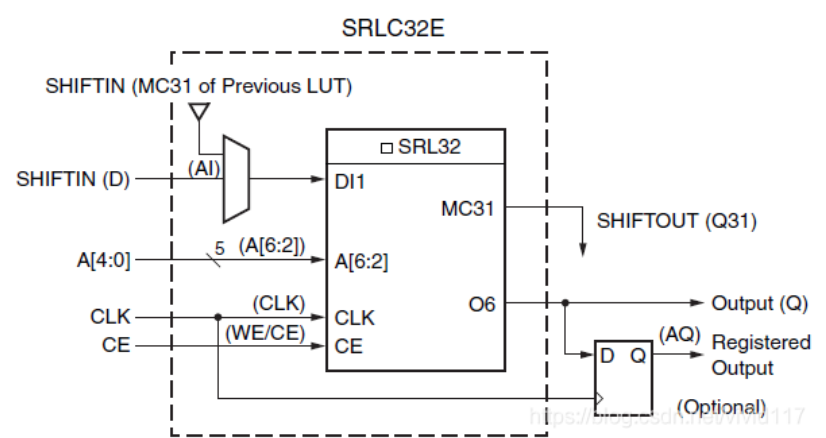 SRLC32E
SHIFTIN (MC31 of Previous LUT)
SRL32
(AI)
SHIFTIN (D)
DI1
MC31
SHIFTOUT (Q31)
5 (A[6:2])
A[4:0]
A[6:2]
(CLK)
O6
Output (Q)
CLK
CLK
(WE/CE)
(AQ)
Registered
CE
CE
D Q
Output
(Optional)
https://blog.csdn.net/vivid117